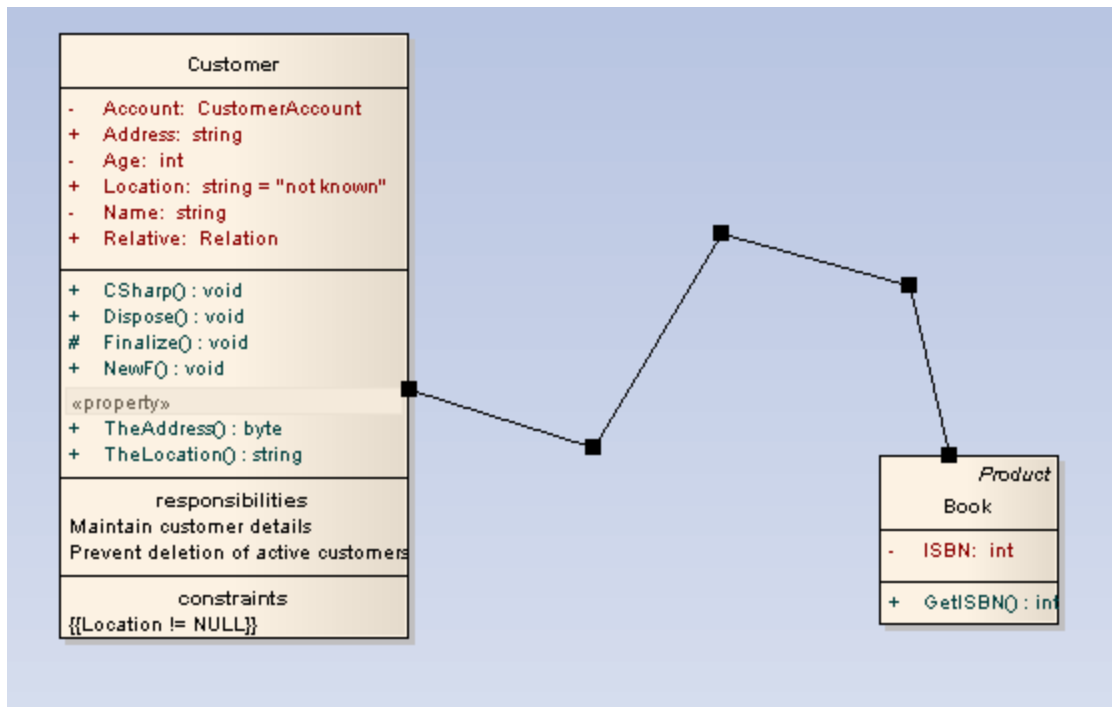 Customer
- Account: CustomerAccount
+ Address: string
- Age: int
+ Location: string = "not known"
- Name: string
+ Relative: Relation
+ CSharp() : void
+ Dispose() : void
# Finalize() : void
+ NewF() : void
«property»
+ TheAddress() : byte
+ TheLocation() : string
responsibilities
Maintain customer details
Prevent deletion of active customers
constraints
{{Location != NULL}}
Product
Book
- ISBN: int
+ GetISBN() : int